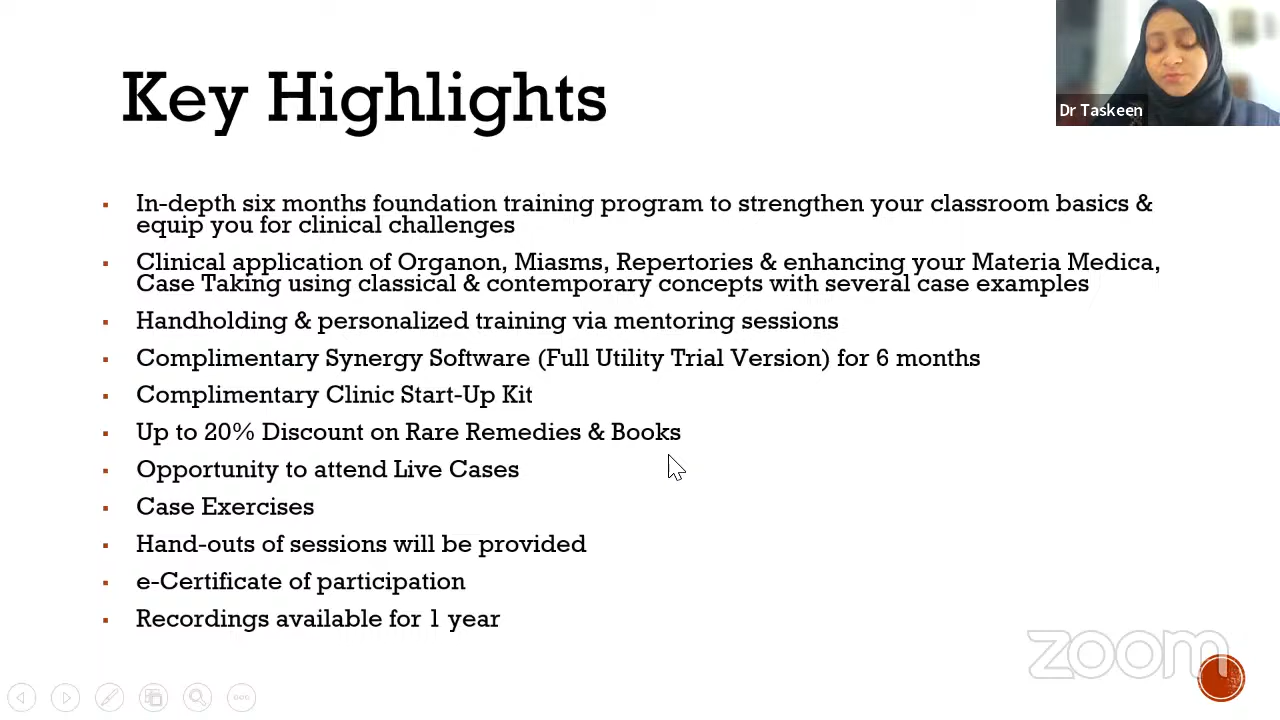 Key Highlights
Dr Taskeen
In-depth six months foundation training program to strengthen your classroom basics &
equip you for clinical challenges
Clinical application of Organon, Miasms, Repertories & enhancing your Materia Medica,
Case Taking using classical & contemporary concepts with several case examples
Handholding & personalized training via mentoring sessions
Complimentary Synergy Software (Full Utility Trial Version) for 6 months
Complimentary Clinic Start-Up Kit
Up to 20% Discount on Rare Remedies & Books
Opportunity to attend Live Cases
Case Exercises
Hand-outs of sessions will be provided
e-Certificate of participation
Recordings available for 1 year
zoom